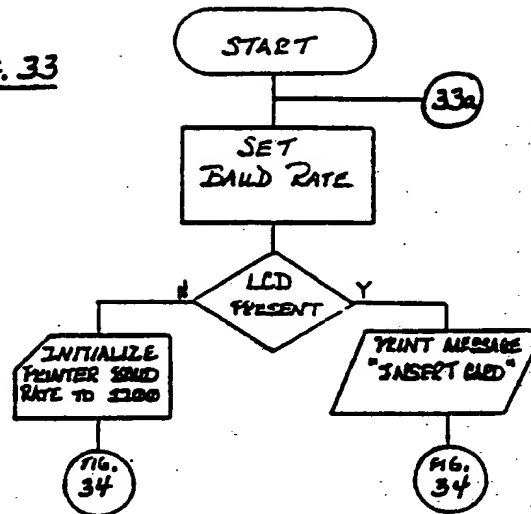 . 33
START
33a
SET
BAUD RATE
LCD
PRESENT
N
Y
INITIALIZE
PRINTER BAUD
RATE TO
PRINT MESSAGE
"INSERT CARD"
FIG.
34
FIG.
34